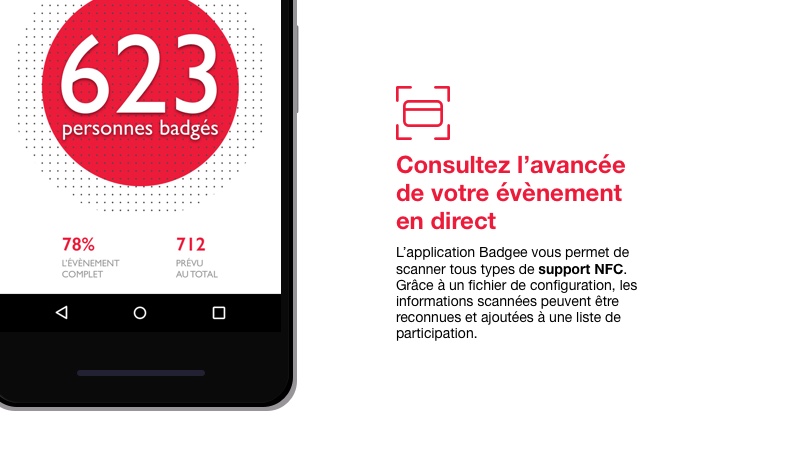 623
personnes badgés
78%
L'ÉVÈNEMENT
COMPLET
712
PRÉVU
AU TOTAL
Consultez l’avancée
de votre évènement
en direct
L’application Badgee vous permet de
scanner tous types de support NFC.
Grâce à un fichier de configuration, les
informations scannées peuvent être
reconnues et ajoutées à une liste de
participation.